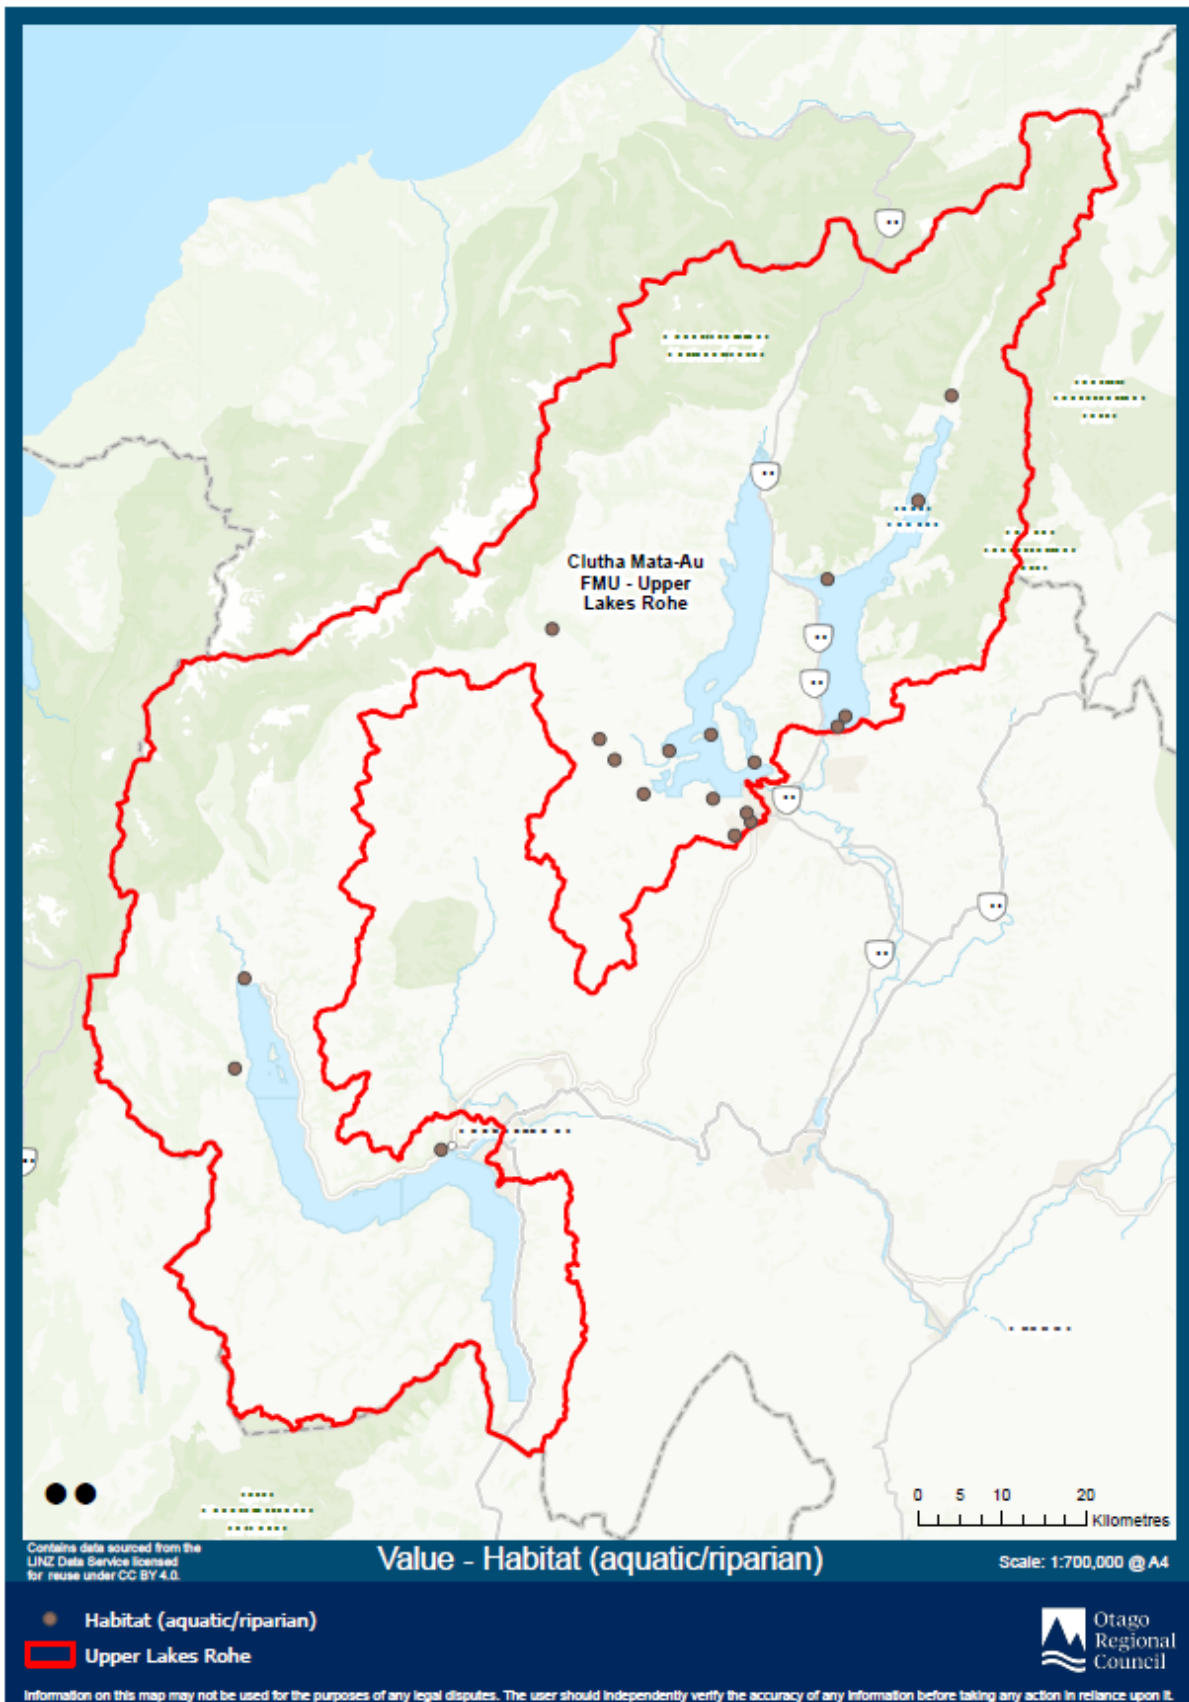 Clutha Mata-Au
FMU - Upper
Lakes Rohe
0 5 10 20
Kilometres
Contains data sourced from the
LINZ Data Service licensed
for reuse under CC BY 4.0.
Value - Habitat (aquatic/riparian)
Scale: 1:700,000 @ A4
Habitat (aquatic/riparian)
Upper Lakes Rohe
Otago
Regional
Council
Information on this map may not be used for the purposes of any legal disputes. The user should independently verify the accuracy of any information before taking any action in reliance upon it.